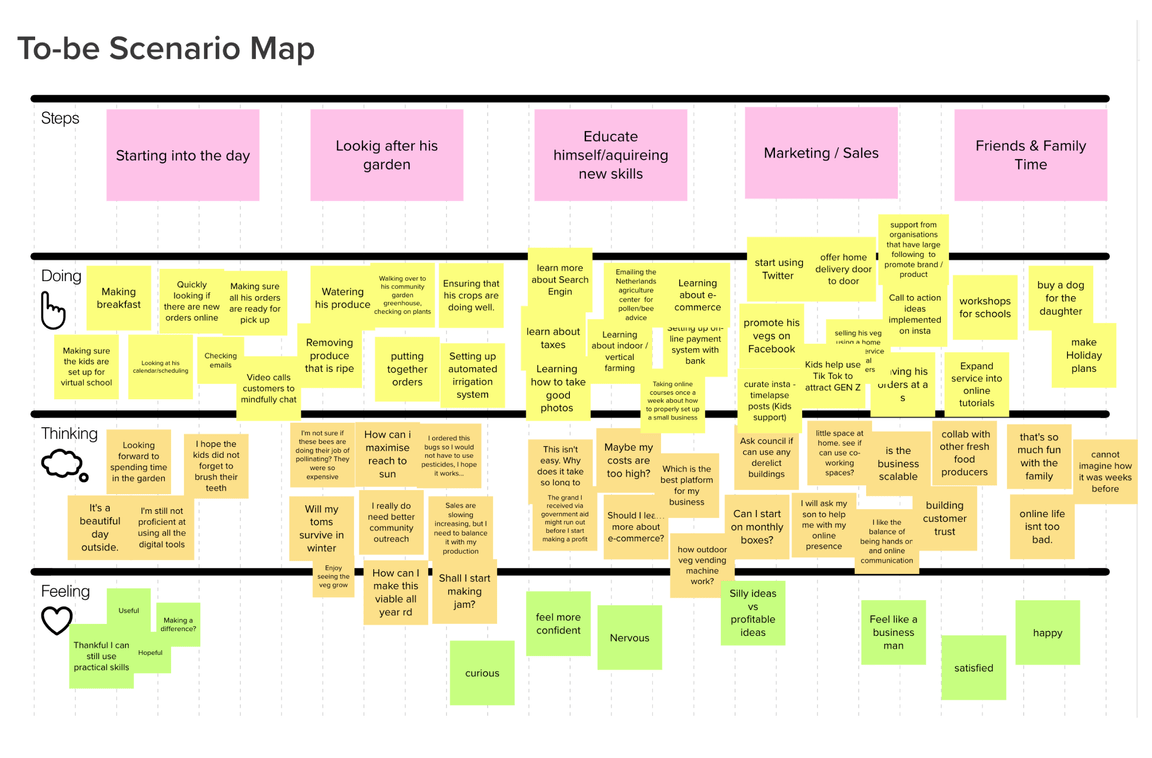 To-be Scenario Map
Steps
Starting into the day
Lookig after his
garden
Educate
himself/aquireing
new skills
Marketing / Sales
Friends & Family
Time
Doing
Making
breakfast
Quickly
looking if
there are new
orders online
Making sure
all his orders
are ready for
pick up
Making sure
the kids are
set up for
virtual school
Looking at his
calendar/scheduling
Checking
emails
Video calls
customers to
mindfully chat
Watering
his produce
Walking over to
his community
garden
greenhouse,
checking on plants
Ensuring that
his crops are
doing well.
Removing
produce
that is ripe
putting
together
orders
Setting up
automated
irrigation
system
learn more
about Search
Engin
Emailing the
Netherlands
agriculture
center for
pollen/bee
advice
Learning
about e-
commerce
learn about
taxes
Learning
about indoor /
vertical
farming
Setting up on-
line payment
system with
bank
Learning
how to take
good
photos
Taking online
courses once a
week about how
to properly set up
a small business
start using
Twitter
offer home
delivery door
to door
support from
organisations
that have large
following to
promote brand /
product
Call to action
ideas
implemented
on insta
promote his
vegs on
Facebook
selling his veg
using a home
Kids help use
Tik Tok to
attract GEN Z
curate insta -
timelapse
posts (Kids
support)
orders at a
s
workshops
for schools
Expand
service into
online
tutorials
buy a dog
for the
daughter
make
Holiday
plans
Thinking
Looking
forward to
spending time
in the garden
I hope the
kids did not
forget to
brush their
teeth
It's a
beautiful
day
outside.
I'm still not
proficient at
using all the
digital tools
I'm not sure if
these bees are
doing their job of
pollinating? They
were so
expensive
How can i
maximise
reach to
sun
I ordered this
bugs so I would
not have to use
pesticides, I hope
it works...
Will my
toms
survive in
winter
I really do
need better
community
outreach
Sales are
slowing
increasing, but I
need to balance
it with my
production
Enjoy
seeing the
veg grow
How can I
make this
viable all
year rd
Shall I start
making
jam?
This isn't
easy. Why
does it take
so long to
Maybe my
costs are
too high?
Which is the
best platform
for my
business
The grand I
received via
government aid
might run out
before I start
making a profit
Should I
more about
e-commerce?
how outdoor
veg vending
machine
work?
Ask council if
can use any
derelict
buildings
little space at
home. see if
can use co-
working
spaces?
is the
business
scalable
collab with
other fresh
food
producers
Can I start
on monthly
boxes?
I will ask my
son to help
me with my
online
presence
I like the
balance of
being hands on
and online
communication
building
customer
trust
that's so
much fun
with the
family
cannot
imagine how
it was weeks
before
online life
isnt too
bad.
Feeling
Useful
Making a
difference?
Thankful I can
still use
practical skills
Hopeful
curious
feel more
confident
Nervous
Silly ideas
vs
profitable
ideas
Feel like a
business
man
satisfied
happy